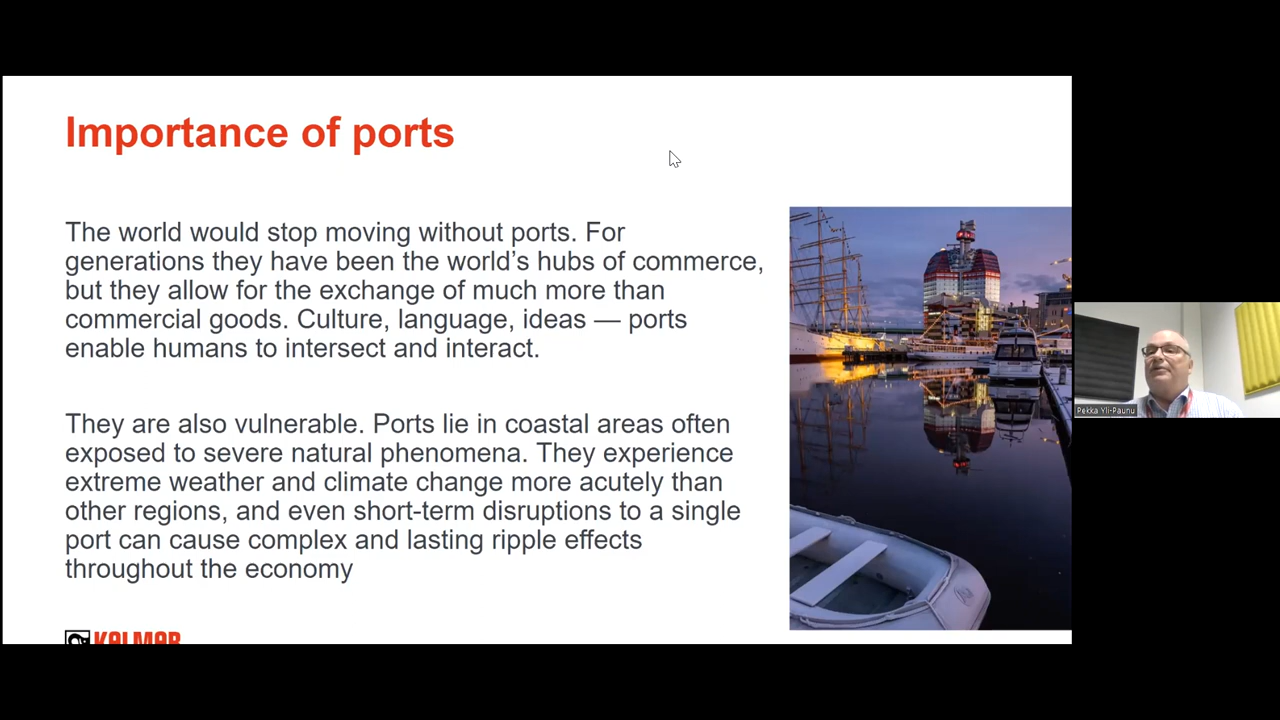 Importance of ports
The world would stop moving without ports. For
generations they have been the world's hubs of commerce,
but they allow for the exchange of much more than
commercial goods. Culture, language, ideas — ports
enable humans to intersect and interact.
They are also vulnerable. Ports lie in coastal areas often
exposed to severe natural phenomena. They experience
extreme weather and climate change more acutely than
other regions, and even short-term disruptions to a single
port can cause complex and lasting ripple effects
throughout the economy
KALMAR
Pekka Yli-Paunu